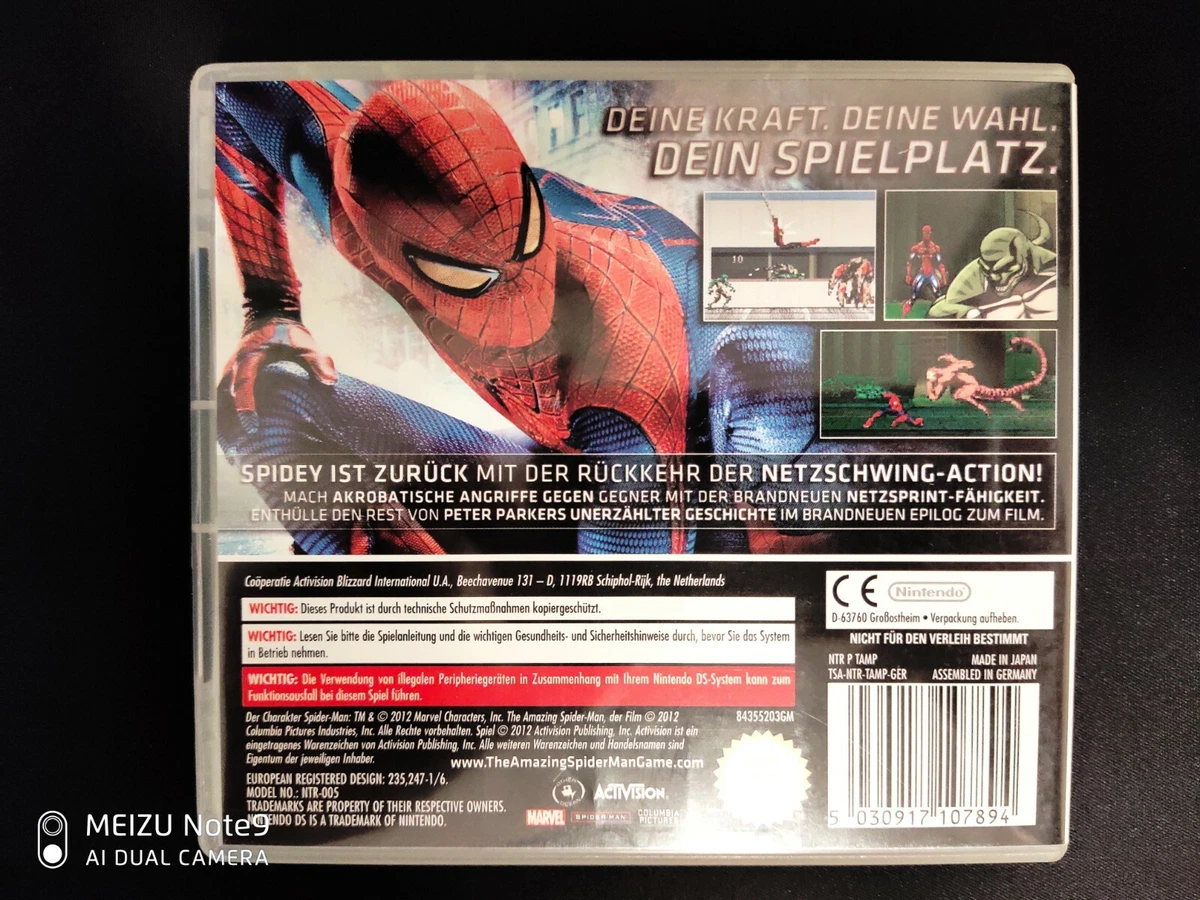 DEINE KRAFT. DEINE WAHL.
DEIN SPIELPLATZ.
10
SPIDEY IST ZURÜCK MIT DER RÜCKKEHR DER NETZSCHWING-ACTION!
MACH AKROBATISCHE ANGRIFFE GEGEN GEGNER MIT DER BRANDNEUEN NETZSPRINT-FÄHIGKEIT.
ENTHÜLLE DEN REST VON PETER PARKERS UNERZÄHLTER GESCHICHTE IM BRANDNEUEN EPILOG ZUM FILM.
Coöperatie Activision Blizzard International U.A., Beechavenue 131 – D, 1119RB Schiphol-Rijk, the Netherlands
WICHTIG: Dieses Produkt ist durch technische Schutzmaßnahmen kopiergeschützt.
WICHTIG: Lesen Sie bitte die Spielanleitung und die wichtigen Gesundheits- und Sicherheitshinweise durch, bevor Sie das System
in Betrieb nehmen.
WICHTIG: Die Verwendung von illegalen Peripheriegeräten in Zusammenhang mit Ihrem Nintendo DS-System kann zum
Funktionsausfall bei diesem Spiel führen.
Der Charakter Spider-Man: TM & © 2012 Marvel Characters, Inc. The Amazing Spider-Man, der Film © 2012
Columbia Pictures Industries, Inc. Alle Rechte vorbehalten. Spiel © 2012 Activision Publishing, Inc. Activision ist ein
eingetragenes Warenzeichen von Activision Publishing, Inc. Alle weiteren Warenzeichen und Handelsnamen sind
Eigentum der jeweiligen Inhaber.
84355203GM
www.TheAmazingSpiderManGame.com
EUROPEAN REGISTERED DESIGN: 235,247-1/6.
MODEL NO.: NTR-005
TRADEMARKS ARE PROPERTY OF THEIR RESPECTIVE OWNERS.
NINTENDO DS IS A TRADEMARK OF NINTENDO.
ACTIVISION
MARVEL
SPIDER-MAN
COLUMBIA
PICTURES
CE
Nintendo
D-63760 Großostheim • Verpackung aufheben.
NICHT FÜR DEN VERLEIH BESTIMMT
NTR P TAMP
MADE IN JAPAN
TSA-NTR-TAMP-GER
ASSEMBLED IN GERMANY
5 030917 107894
MEIZU Note9
AI DUAL CAMERA